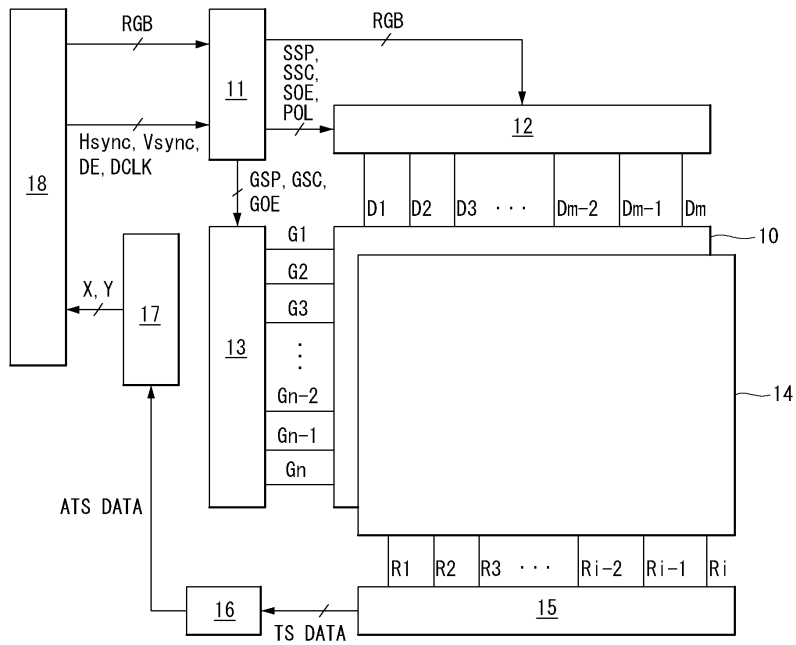 RGB
RGB
SSP,
SSC,
SOE,
POL
11
12
Hsync, Vsync,
DE, DCLK
18
GSP, GSC,
GOE
D1 D2 D3 ··· Dm-2 Dm-1 Dm
10
G1
G2
G3
⋮
Gn-2
Gn-1
Gn
X, Y
17
13
14
ATS DATA
R1 R2 R3 ··· Ri-2 Ri-1 Ri
16
TS DATA
15